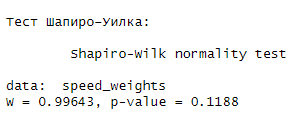 Тест Шапиро-Уилка:
Shapiro-Wilk normality test
data:  speed_weights
W = 0.99643, p-value = 0.1188